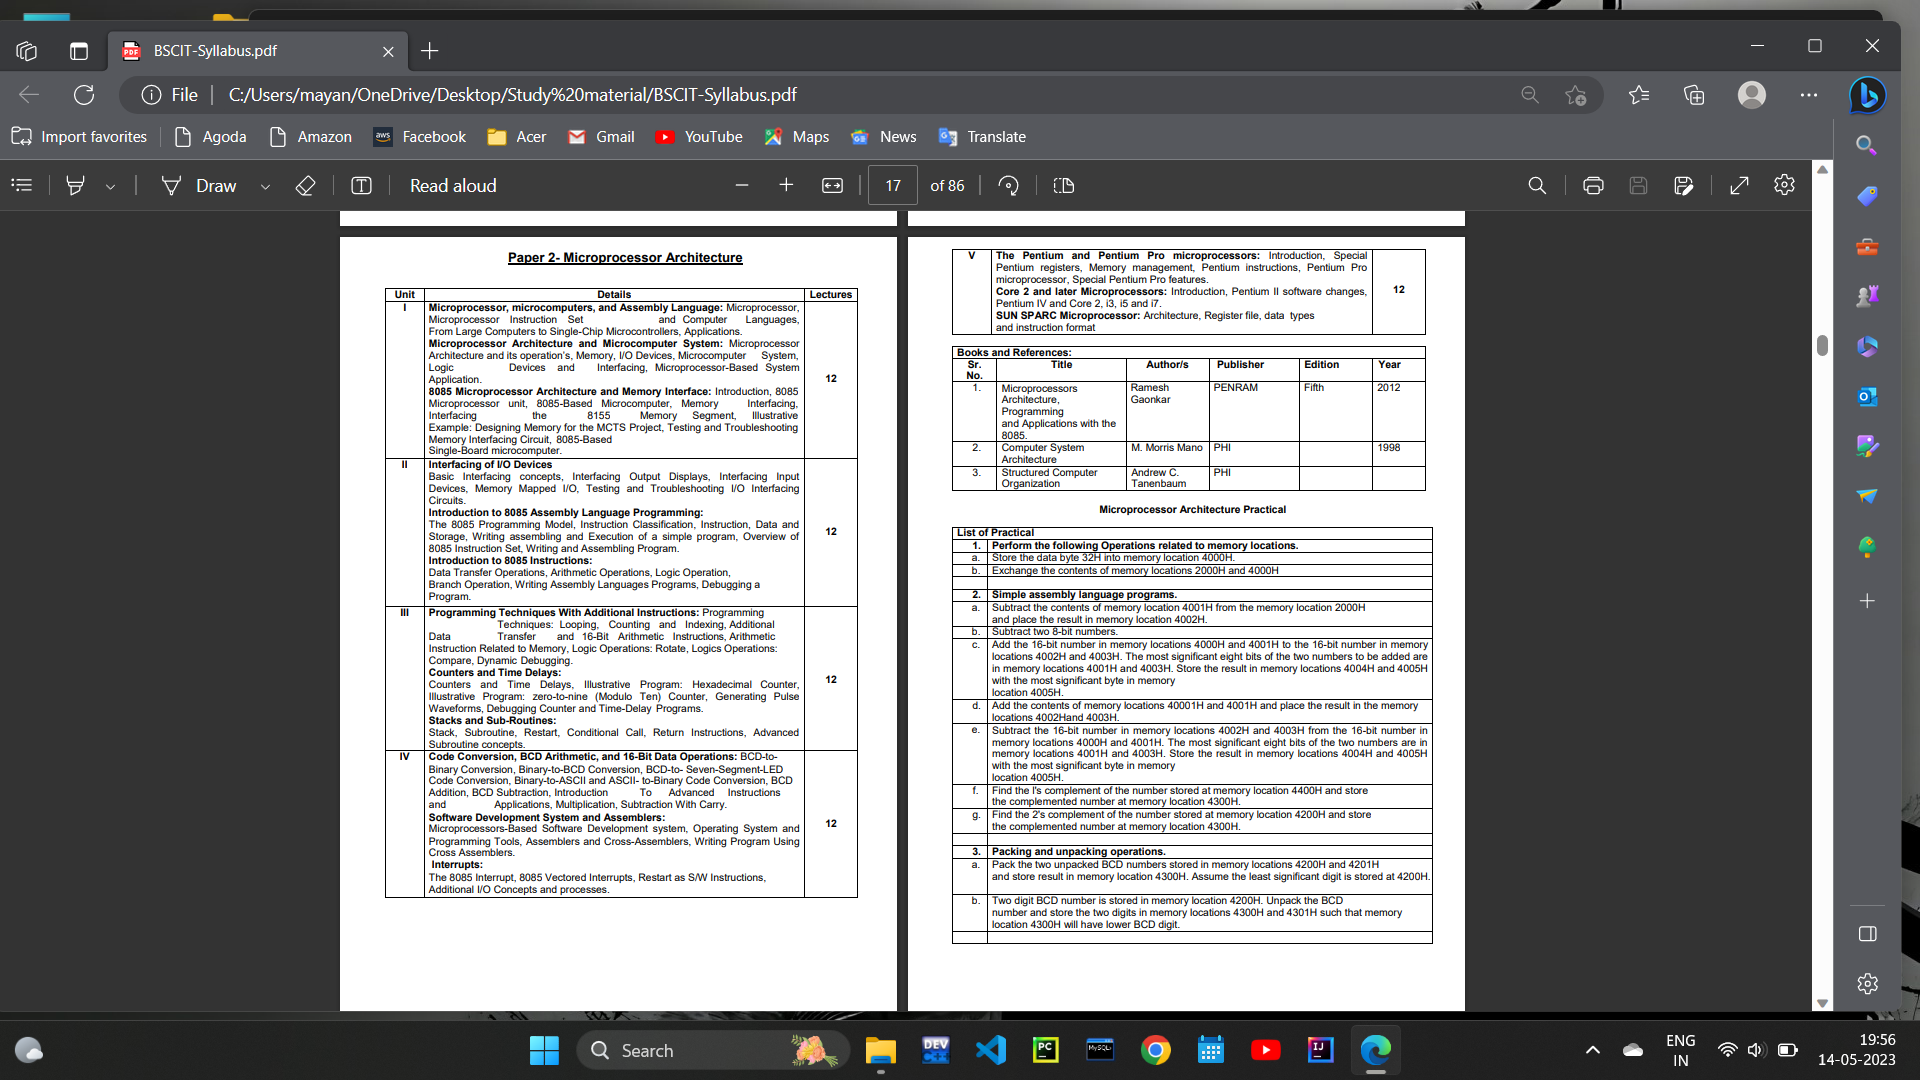 BSCIT-Syllabus.pdf
File
C:/Users/mayan/OneDrive/Desktop/Study%20material/BSCIT-Syllabus.pdf
Import favorites
Agoda
Amazon
aws
Facebook
Acer
Gmail
YouTube
Maps
News
Translate
Draw
Read aloud
17
of 86
Paper 2- Microprocessor Architecture
Unit Details Lectures
I Microprocessor, microcomputers, and Assembly Language: Microprocessor,
Microprocessor Instruction Set and Computer Languages,
From Large Computers to Single-Chip Microcontrollers, Applications.
Microprocessor Architecture and Microcomputer System: Microprocessor
Architecture and its operation's, Memory, I/O Devices, Microcomputer System,
Logic Devices and Interfacing, Microprocessor-Based System
Application.
12
8085 Microprocessor Architecture and Memory Interface: Introduction, 8085
Microprocessor unit, 8085-Based Microcomputer, Memory Interfacing,
Interfacing the 8155 Memory Segment, Illustrative
Example: Designing Memory for the MCTS Project, Testing and Troubleshooting
Memory Interfacing Circuit, 8085-Based
Single-Board microcomputer.
II Interfacing of I/O Devices
Basic Interfacing concepts, Interfacing Output Displays, Interfacing Input
Devices, Memory Mapped I/O, Testing and Troubleshooting I/O Interfacing
Circuits.
Introduction to 8085 Assembly Language Programming:
The 8085 Programming Model, Instruction Classification, Instruction, Data and
Storage, Writing assembling and Execution of a simple program, Overview of
12
8085 Instruction Set, Writing and Assembling Program.
Introduction to 8085 Instructions:
Data Transfer Operations, Arithmetic Operations, Logic Operation,
Branch Operation, Writing Assembly Languages Programs, Debugging a
Program.
III Programming Techniques With Additional Instructions: Programming
Techniques: Looping, Counting and Indexing, Additional
Data Transfer and 16-Bit Arithmetic Instructions, Arithmetic
Instruction Related to Memory, Logic Operations: Rotate, Logics Operations:
Compare, Dynamic Debugging.
Counters and Time Delays:
Counters and Time Delays, Illustrative Program: Hexadecimal Counter,
12
Illustrative Program: zero-to-nine (Modulo Ten) Counter, Generating Pulse
Waveforms, Debugging Counter and Time-Delay Programs.
Stacks and Sub-Routines:
Stack, Subroutine, Restart, Conditional Call, Return Instructions, Advanced
Subroutine concepts.
IV Code Conversion, BCD Arithmetic, and 16-Bit Data Operations: BCD-to-
Binary Conversion, Binary-to-BCD Conversion, BCD-to- Seven-Segment-LED
Code Conversion, Binary-to-ASCII and ASCII- to-Binary Code Conversion, BCD
Addition, BCD Subtraction, Introduction To Advanced Instructions
and Applications, Multiplication, Subtraction With Carry.
Software Development System and Assemblers:
12
Microprocessors-Based Software Development system, Operating System and
Programming Tools, Assemblers and Cross-Assemblers, Writing Program Using
Cross Assemblers.
Interrupts:
The 8085 Interrupt, 8085 Vectored Interrupts, Restart as S/W Instructions,
Additional I/O Concepts and processes.
V The Pentium and Pentium Pro microprocessors: Introduction, Special
Pentium registers, Memory management, Pentium instructions, Pentium Pro
microprocessor, Special Pentium Pro features.
Core 2 and later Microprocessors: Introduction, Pentium II software changes,
12
Pentium IV and Core 2, i3, i5 and i7.
SUN SPARC Microprocessor: Architecture, Register file, data types
and instruction format
Books and References:
Sr. No. Title Author/s Publisher Edition Year
1. Microprocessors Architecture, Programming and Applications with the 8085. Ramesh Gaonkar PENRAM Fifth 2012
2. Computer System Architecture M. Morris Mano PHI 1998
3. Structured Computer Organization Andrew C. Tanenbaum PHI
Microprocessor Architecture Practical
List of Practical
1. Perform the following Operations related to memory locations.
a. Store the data byte 32H into memory location 4000H.
b. Exchange the contents of memory locations 2000H and 4000H
2. Simple assembly language programs.
a. Subtract the contents of memory location 4001H from the memory location 2000H
and place the result in memory location 4002H.
b. Subtract two 8-bit numbers.
c. Add the 16-bit number in memory locations 4000H and 4001H to the 16-bit number in memory
locations 4002H and 4003H. The most significant eight bits of the two numbers to be added are
in memory locations 4001H and 4003H. Store the result in memory locations 4004H and 4005H
with the most significant byte in memory
location 4005H.
d. Add the contents of memory locations 40001H and 4001H and place the result in the memory
locations 4002Hand 4003H.
e. Subtract the 16-bit number in memory locations 4002H and 4003H from the 16-bit number in
memory locations 4000H and 4001H. The most significant eight bits of the two numbers are in
memory locations 4001H and 4003H. Store the result in memory locations 4004H and 4005H
with the most significant byte in memory
location 4005H.
f. Find the l's complement of the number stored at memory location 4400H and store
the complemented number at memory location 4300H.
g. Find the 2's complement of the number stored at memory location 4200H and store
the complemented number at memory location 4300H.
3. Packing and unpacking operations.
a. Pack the two unpacked BCD numbers stored in memory locations 4200H and 4201H
and store result in memory location 4300H. Assume the least significant digit is stored at 4200H.
b. Two digit BCD number is stored in memory location 4200H. Unpack the BCD
number and store the two digits in memory locations 4300H and 4301H such that memory
location 4300H will have lower BCD digit.
Search
DEV C++
PC
MySQL
IJ
ENG
IN
19:56
14-05-2023